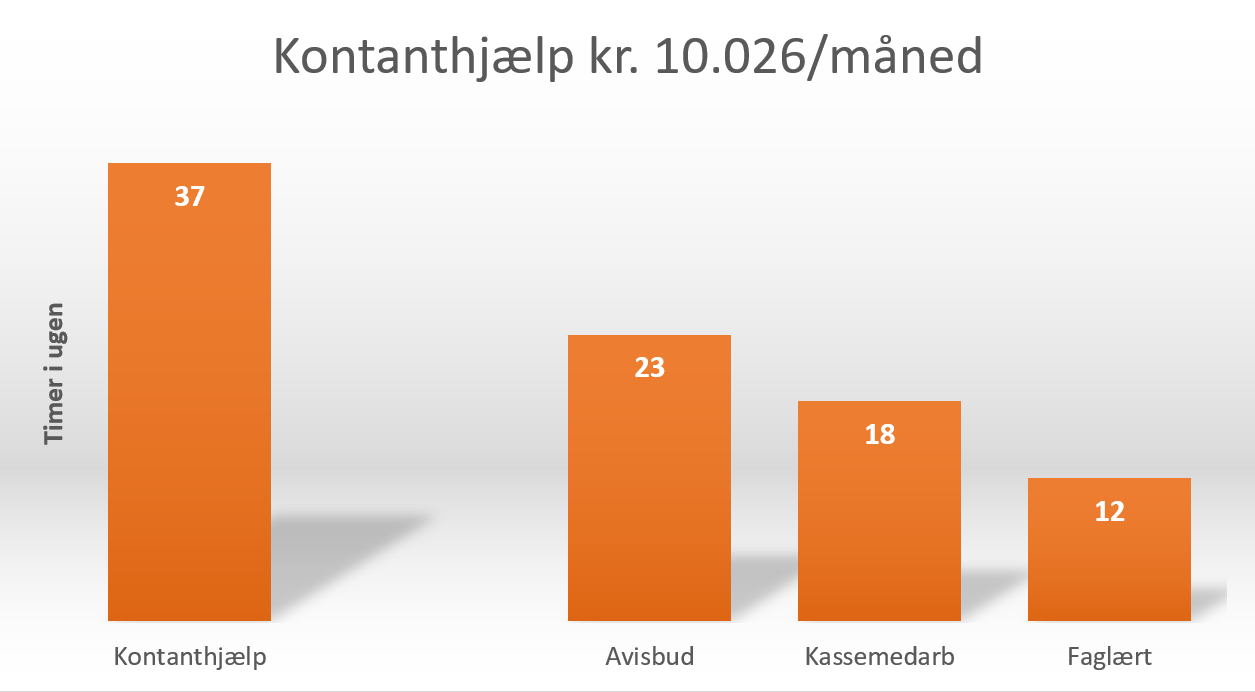 Kontanthjælp kr. 10.026/måned
Timer i ugen
37
23
18
12
Kontanthjælp
Avisbud
Kassemedarb
Faglært